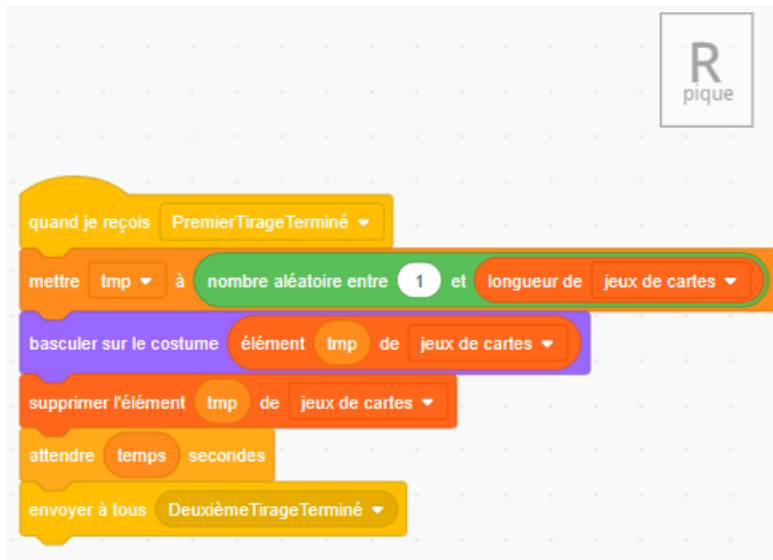 R
pique
quand je reçois PremierTirageTerminé
mettre tmp à nombre aléatoire entre 1 et longueur de jeux de cartes
basculer sur le costume élément tmp de jeux de cartes
supprimer l'élément tmp de jeux de cartes
attendre temps secondes
envoyer à tous DeuxièmeTirageTerminé